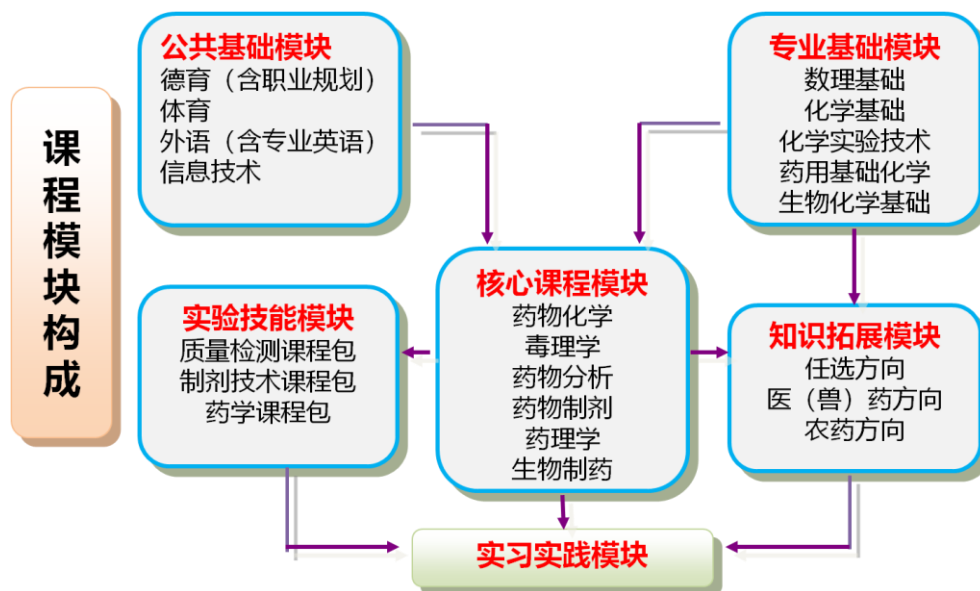 课程模块构成
公共基础模块
德育（含职业规划）
体育
外语（含专业英语）
信息技术
专业基础模块
数理基础
化学基础
化学实验技术
药用基础化学
生物化学基础
核心课程模块
药物化学
毒理学
药物分析
药物制剂
药理学
生物制药
实验技能模块
质量检测课程包
制剂技术课程包
药学课程包
知识拓展模块
任选方向
医（兽）药方向
农药方向
实习实践模块